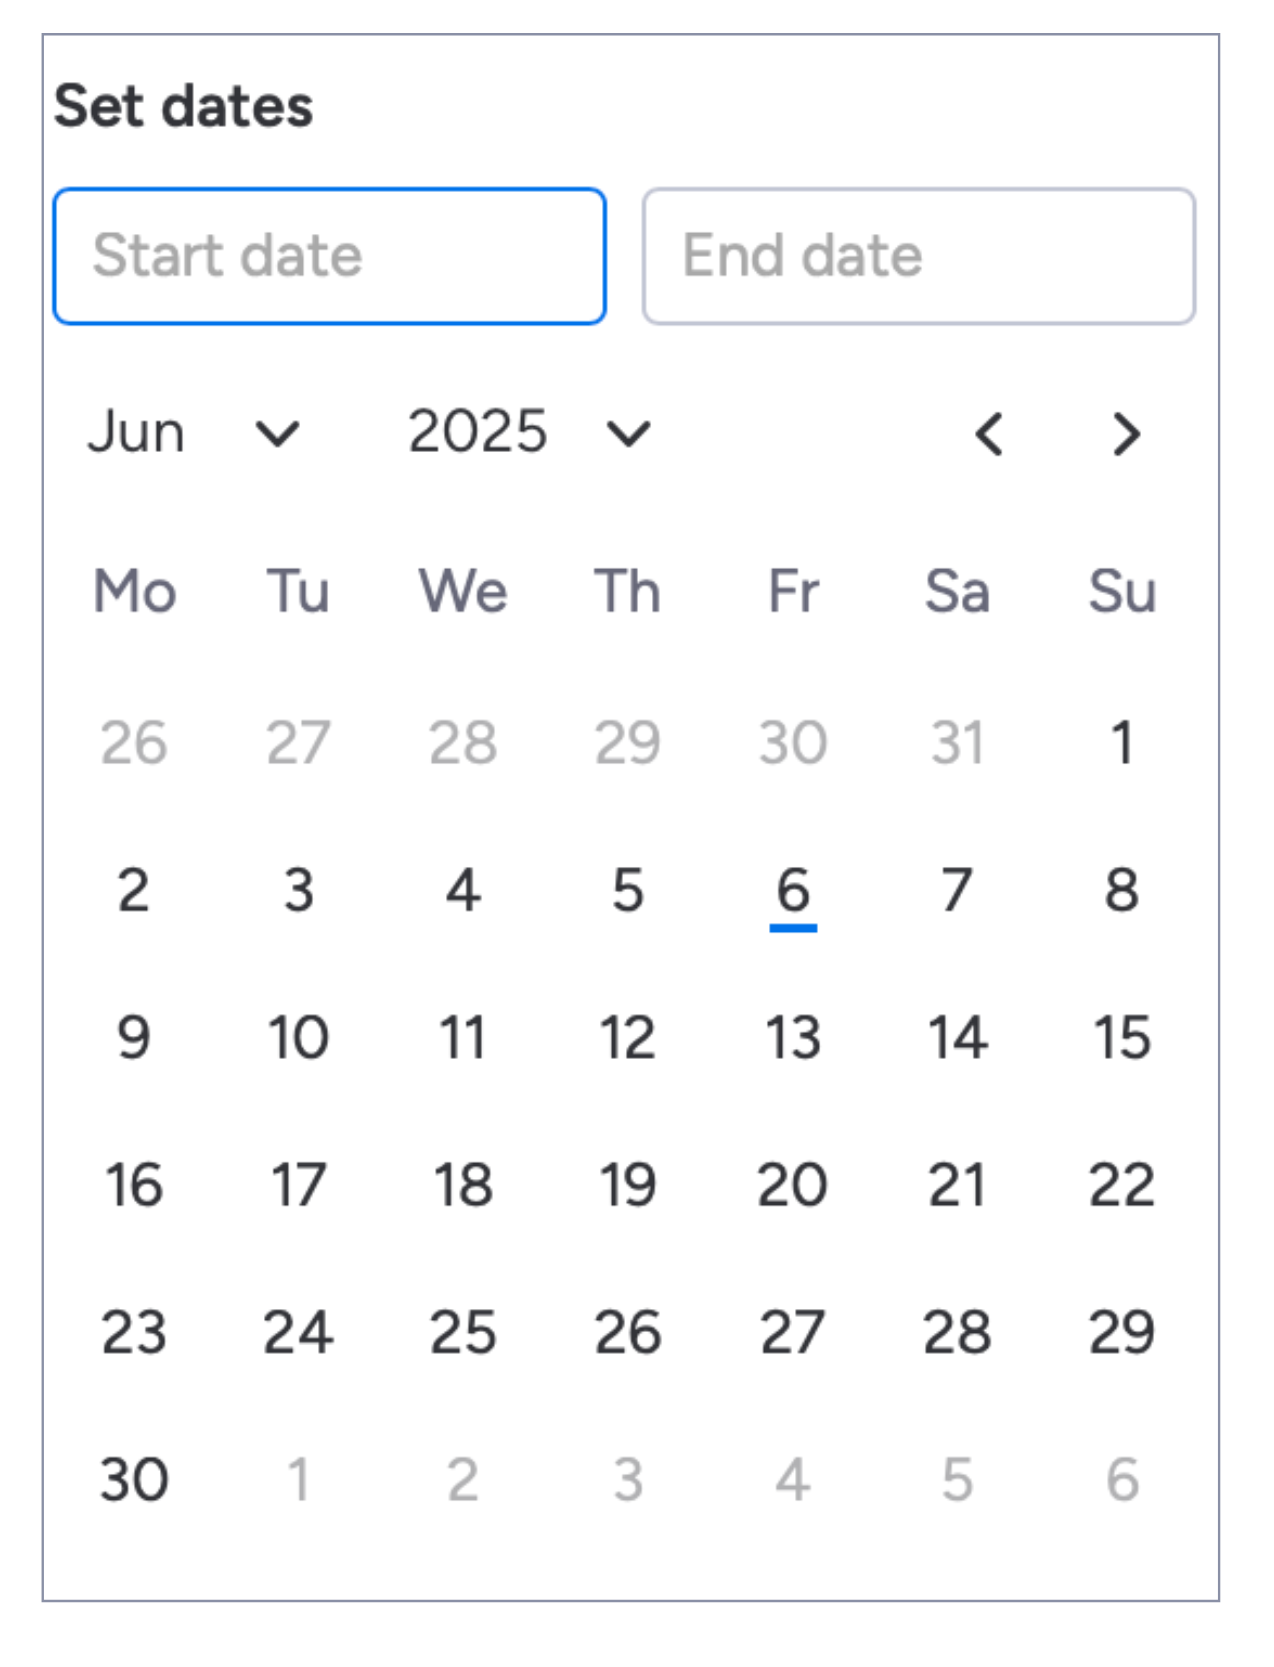 Set dates
Start date End date
Jun 2025
Mo Tu We Th Fr Sa Su
26 27 28 29 30 31 1
2 3 4 5 6 7 8
9 10 11 12 13 14 15
16 17 18 19 20 21 22
23 24 25 26 27 28 29
30 1 2 3 4 5 6